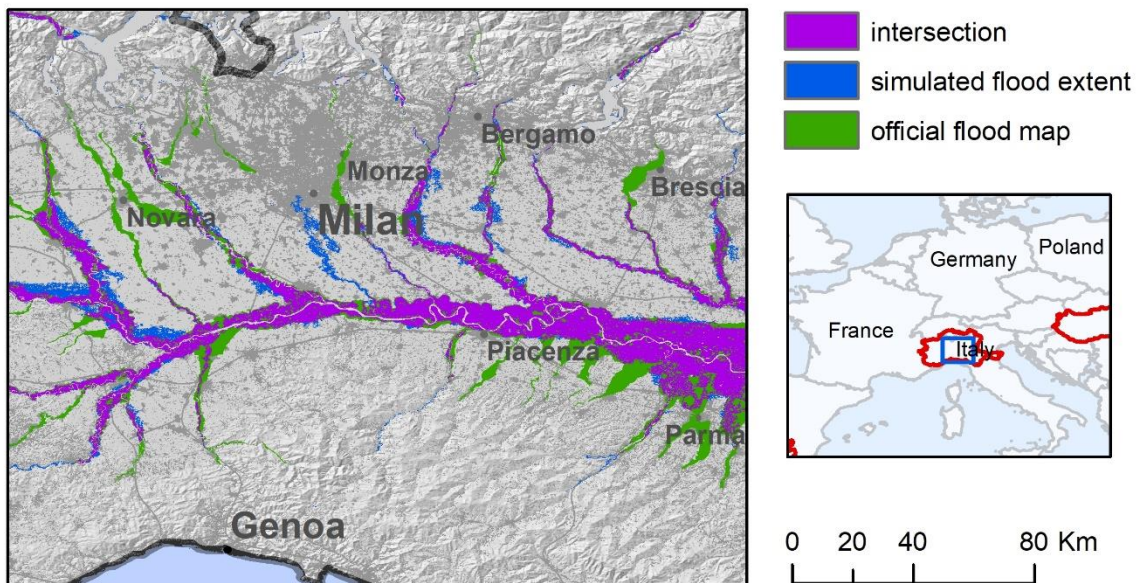 intersection
simulated flood extent
official flood map
Bergamo
Monza
Brescia
Novara
Milan
Piacenza
Parma
Genoa
Poland
Germany
France
Italy
0 20 40 80 Km